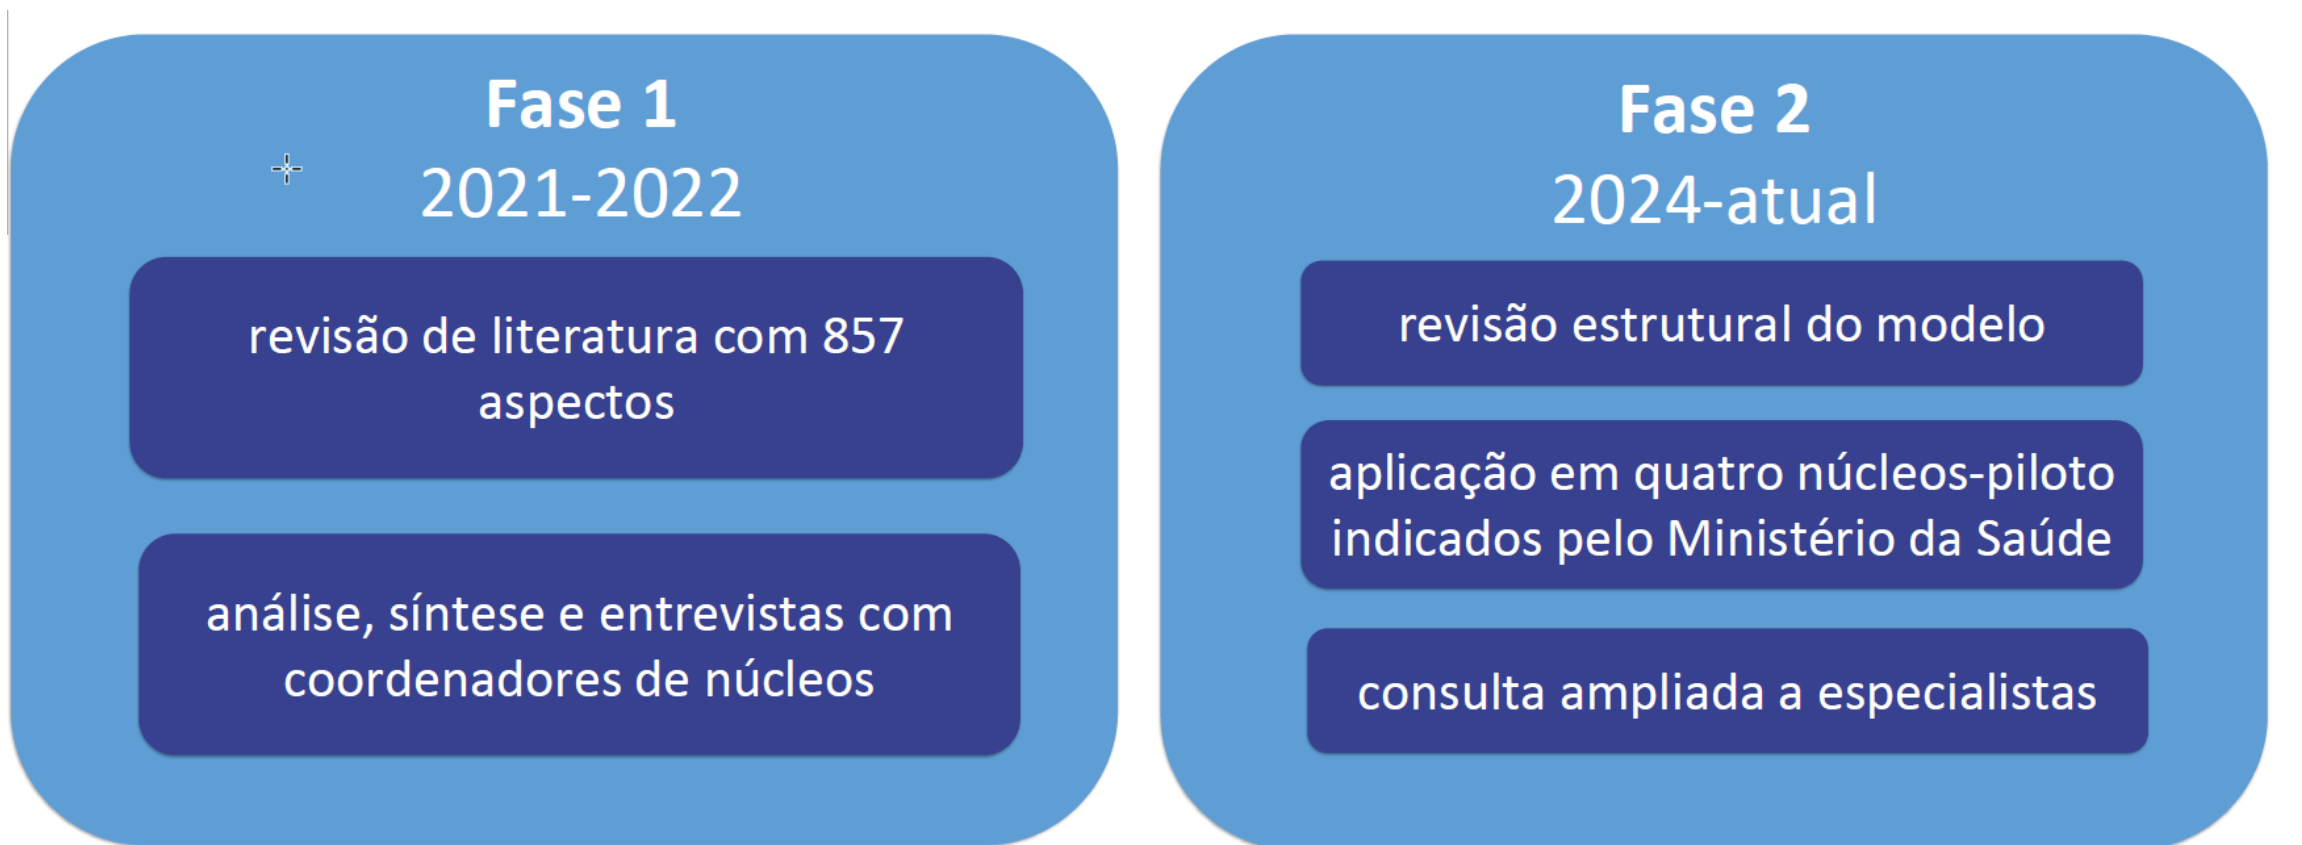 Fase 1
2021-2022
revisão de literatura com 857
aspectos
análise, síntese e entrevistas com
coordenadores de núcleos
Fase 2
2024-atual
revisão estrutural do modelo
aplicação em quatro núcleos-piloto
indicados pelo Ministério da Saúde
consulta ampliada a especialistas